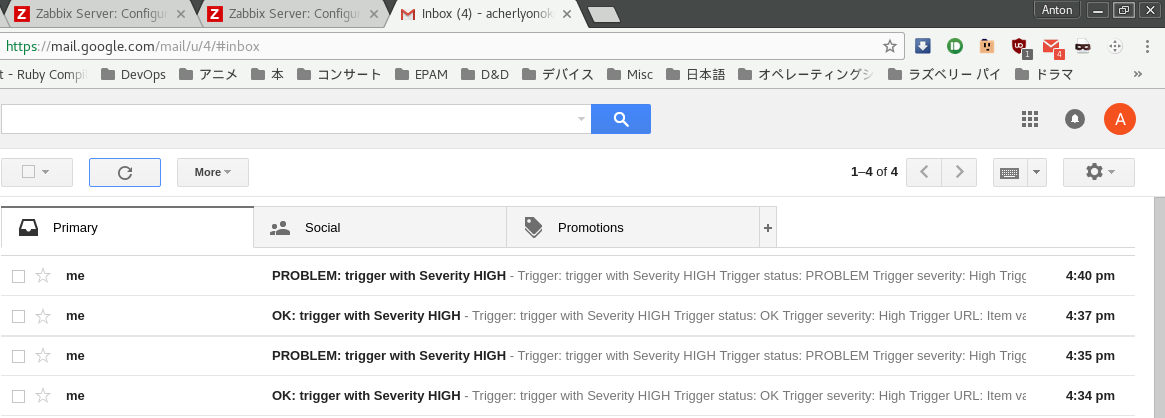 Zabbix Server: Configur
Zabbix Server: Configur
Inbox (4) - acherlyonok
Anton
https://mail.google.com/mail/u/4/#inbox
1
4
t - Ruby Compil
DevOps
アニメ
本
コンサート
EPAM
D&D
デバイス
Misc
日本語
オペレーティングシ
ラズベリー パイ
ドラマ
»
A
More
1–4 of 4
Primary
Social
Promotions
+
me PROBLEM: trigger with Severity HIGH - Trigger: trigger with Severity HIGH Trigger status: PROBLEM Trigger severity: High Trigg 4:40 pm
me OK: trigger with Severity HIGH - Trigger: trigger with Severity HIGH Trigger status: OK Trigger severity: High Trigger URL: Item va 4:37 pm
me PROBLEM: trigger with Severity HIGH - Trigger: trigger with Severity HIGH Trigger status: PROBLEM Trigger severity: High Trigg 4:35 pm
me OK: trigger with Severity HIGH - Trigger: trigger with Severity HIGH Trigger status: OK Trigger severity: High Trigger URL: Item va 4:34 pm